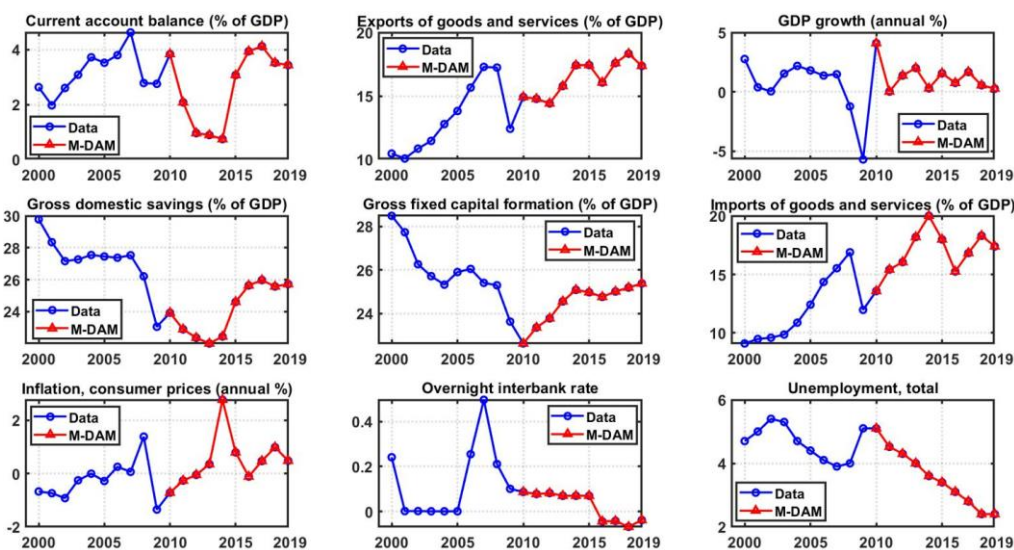 Current account balance (% of GDP)
4
2
0
2000 2005 2010 2015 2019
Data
M-DAM
Exports of goods and services (% of GDP)
20
15
10
2000 2005 2010 2015 2019
Data
M-DAM
GDP growth (annual %)
5
0
-5
2000 2005 2010 2015 2019
Data
M-DAM
Gross domestic savings (% of GDP)
30
28
26
24
2000 2005 2010 2015 2019
Data
M-DAM
Gross fixed capital formation (% of GDP)
28
26
24
2000 2005 2010 2015 2019
Data
M-DAM
Imports of goods and services (% of GDP)
20
15
10
2000 2005 2010 2015 2019
Data
M-DAM
Inflation, consumer prices (annual %)
2
0
-2
2000 2005 2010 2015 2019
Data
M-DAM
Overnight interbank rate
0.4
0.2
0
2000 2005 2010 2015 2019
Data
M-DAM
Unemployment, total
6
4
2
2000 2005 2010 2015 2019
Data
M-DAM